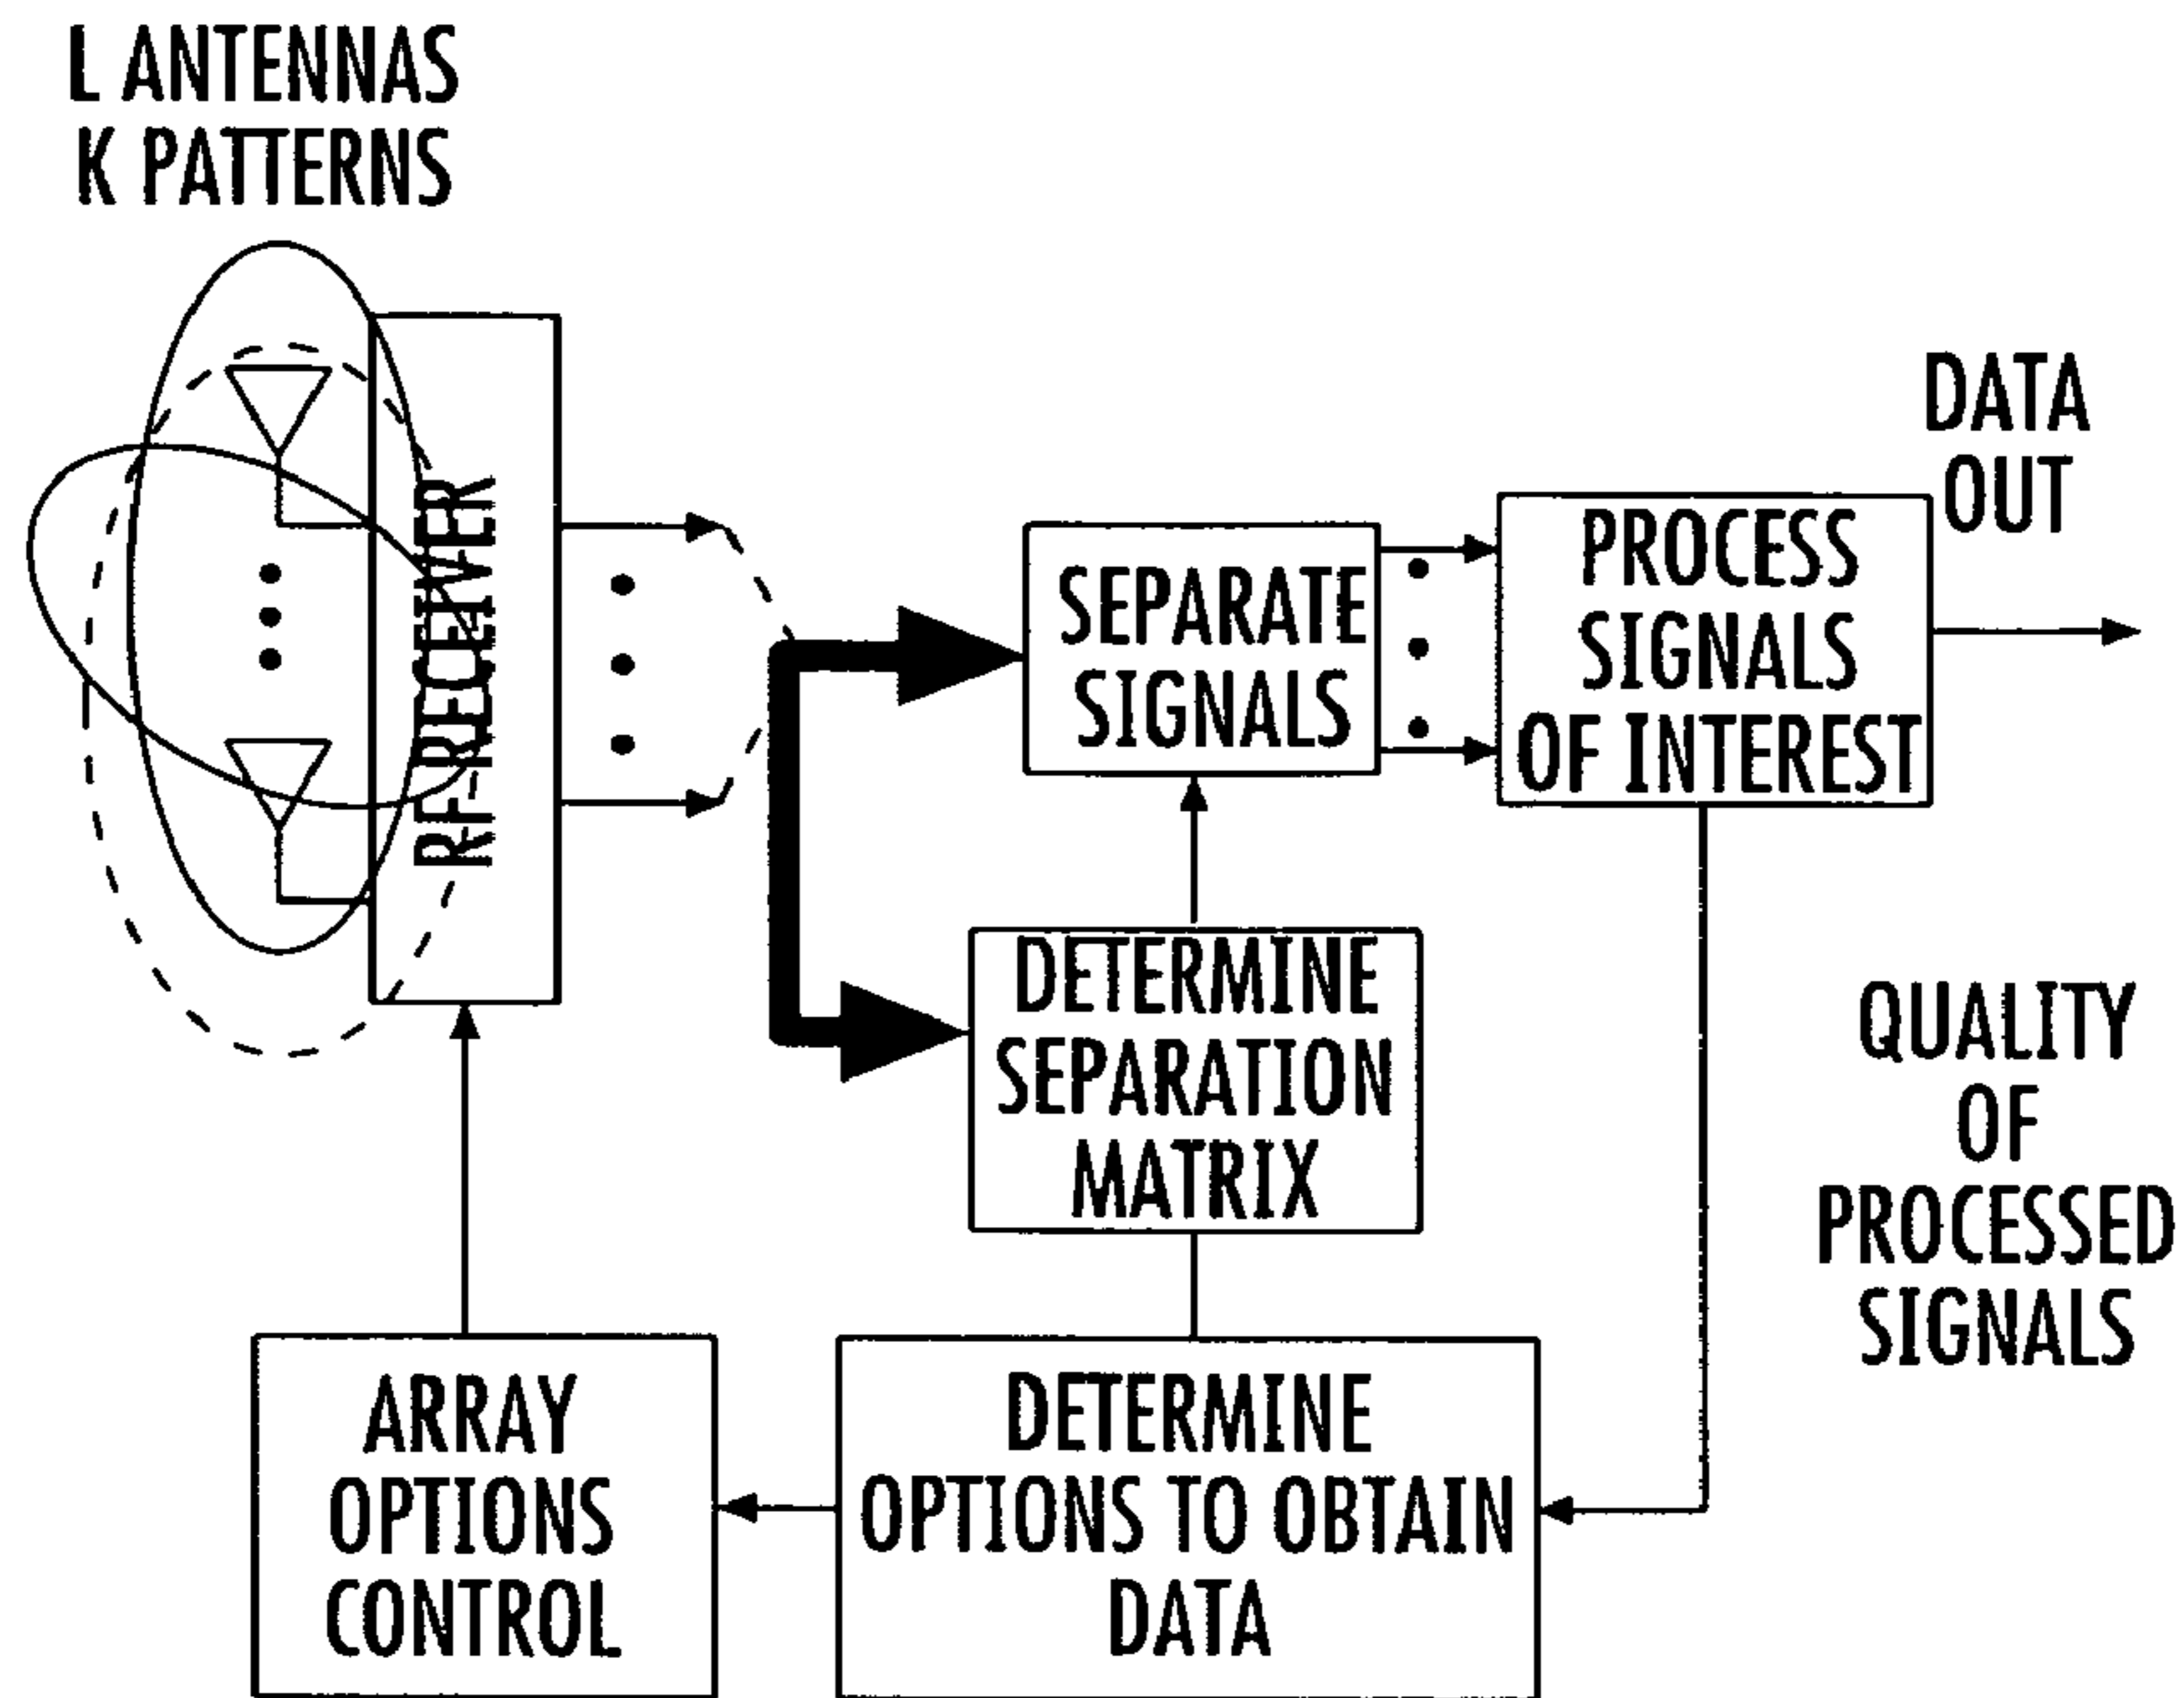 L ANTENNAS
K PATTERNS
RF RECEIVER
SEPARATE
SIGNALS
PROCESS
SIGNALS
OF INTEREST
DATA
OUT
DETERMINE
SEPARATION
MATRIX
QUALITY
OF
PROCESSED
SIGNALS
ARRAY
OPTIONS
CONTROL
DETERMINE
OPTIONS TO OBTAIN
DATA